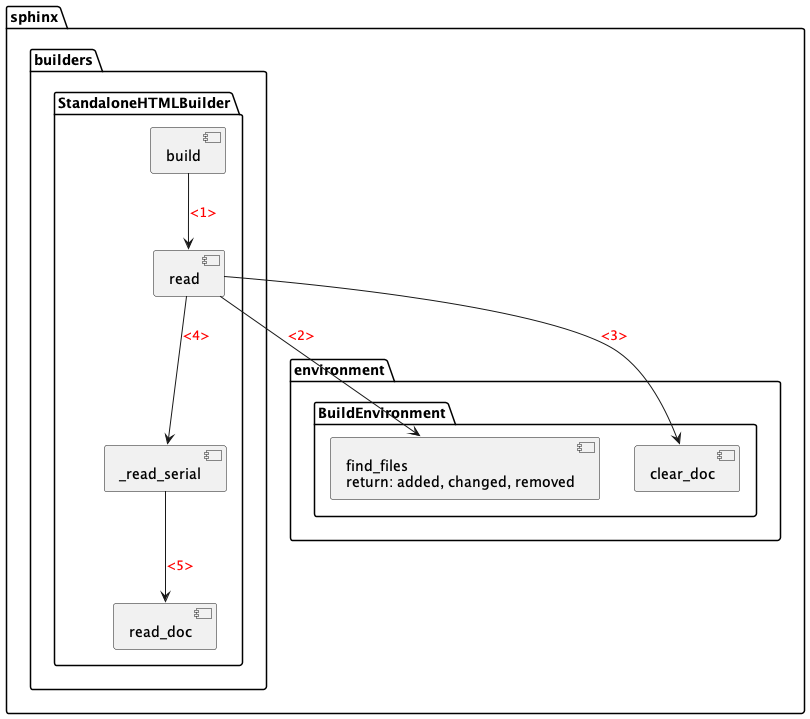 sphinx
builders
StandaloneHTMLBuilder
build
<1>
read
<4>
<2>
<3>
environment
BuildEnvironment
_read_serial
find_files
return: added, changed, removed
clear_doc
<5>
read_doc